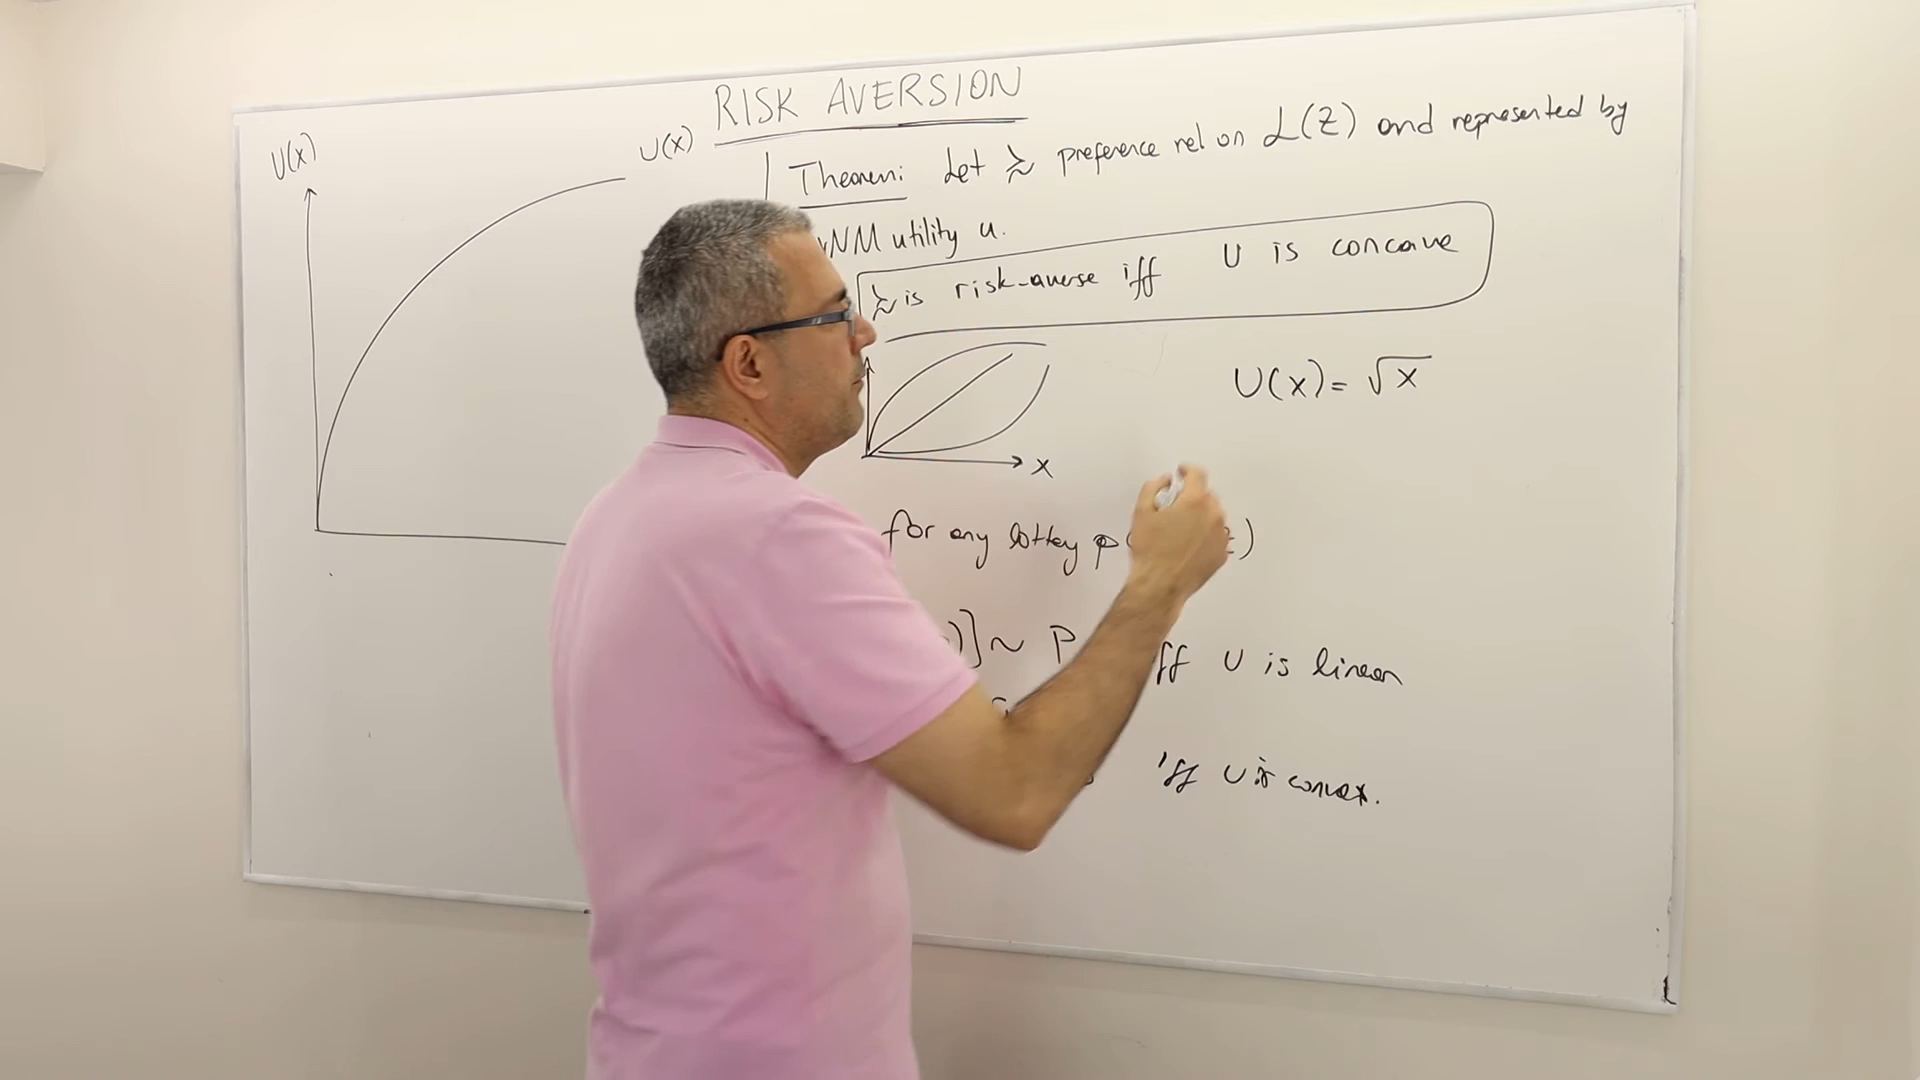 RISK AVERSION
U(x)
U(x)
Theorem: Let ≿ preference rel on L(Z) and represented by
vNM utility u.
≿ is risk-averse iff U is concave
U(x) = √x
x
for any lottery p( )
)] ~ P iff U is linear
iff U is convex.